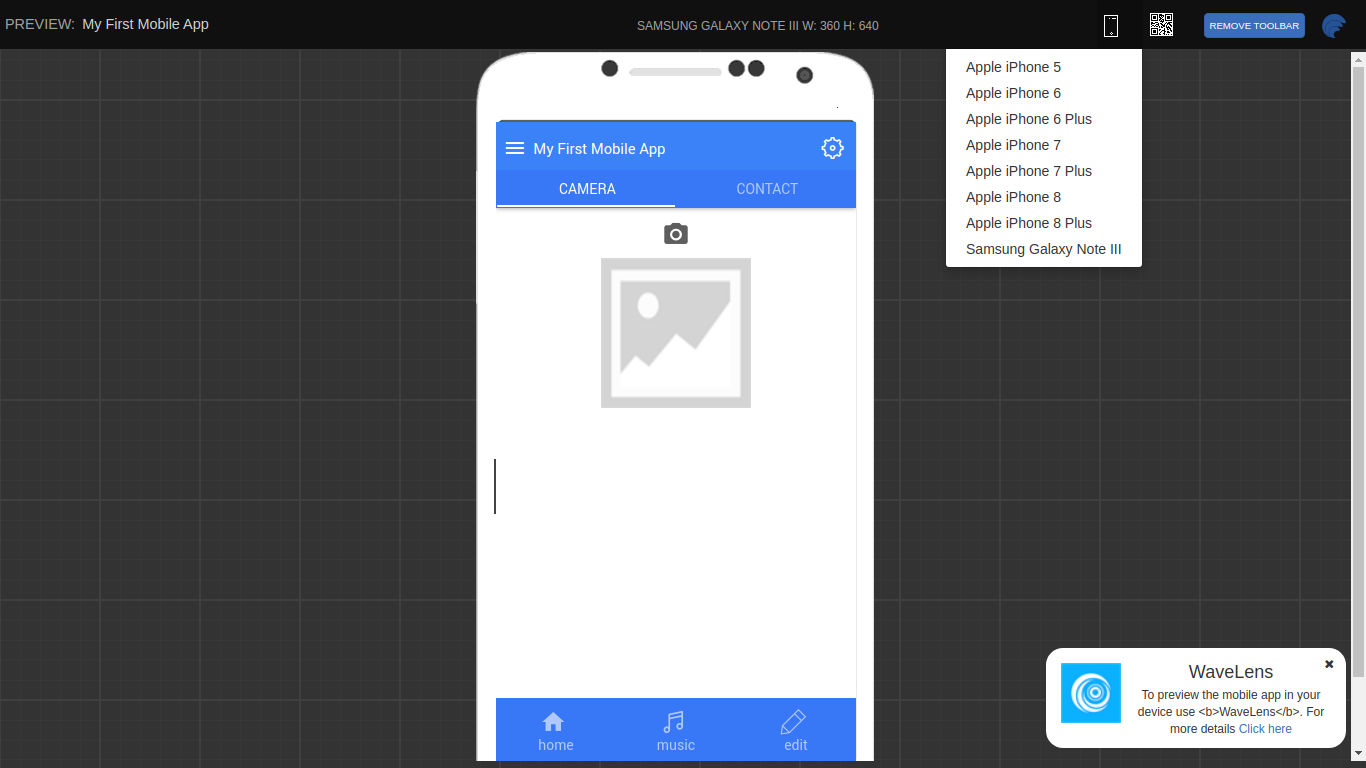 PREVIEW: My First Mobile App
SAMSUNG GALAXY NOTE III W: 360 H: 640
REMOVE TOOLBAR
Apple iPhone 5
Apple iPhone 6
Apple iPhone 6 Plus
Apple iPhone 7
Apple iPhone 7 Plus
Apple iPhone 8
Apple iPhone 8 Plus
Samsung Galaxy Note III
My First Mobile App
CAMERA
CONTACT
home
music
edit
WaveLens
To preview the mobile app in your
device use <b>WaveLens</b>. For
more details Click here